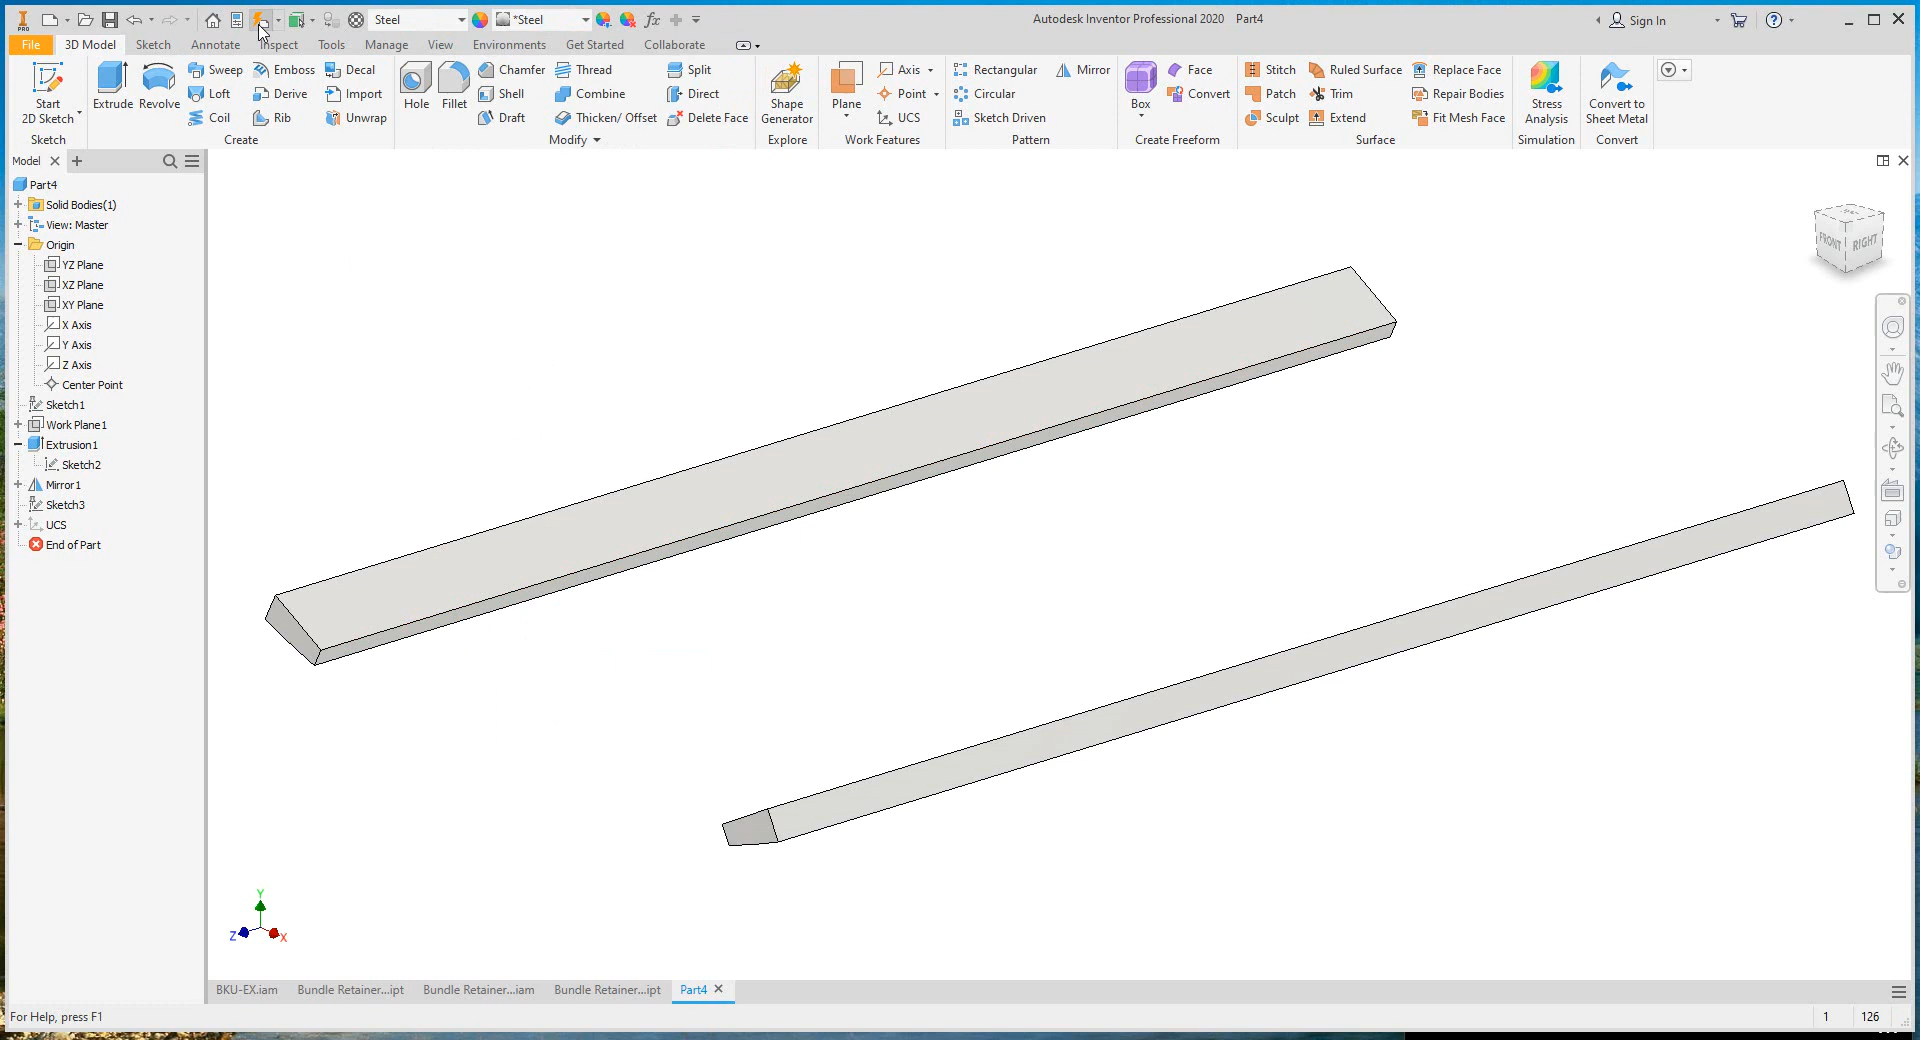 PRO
Steel
*Steel
fx
Autodesk Inventor Professional 2020 Part4
Sign In
File 3D Model Sketch Annotate Inspect Tools Manage View Environments Get Started Collaborate
Start
2D Sketch
Extrude
Revolve
Sweep
Loft
Coil
Emboss
Derive
Rib
Decal
Import
Unwrap
Hole
Fillet
Chamfer
Shell
Draft
Thread
Combine
Thicken/ Offset
Split
Direct
Delete Face
Shape
Generator
Plane
Axis
Point
UCS
Rectangular
Circular
Sketch Driven
Mirror
Box
Face
Convert
Stitch
Patch
Sculpt
Ruled Surface
Trim
Extend
Replace Face
Repair Bodies
Fit Mesh Face
Stress
Analysis
Convert to
Sheet Metal
Sketch Create Modify Explore Work Features Pattern Create Freeform Surface Simulation Convert
Model
Part4
Solid Bodies(1)
View: Master
Origin
YZ Plane
XZ Plane
XY Plane
X Axis
Y Axis
Z Axis
Center Point
Sketch1
Work Plane1
Extrusion1
Sketch2
Mirror1
Sketch3
UCS
End of Part
FRONT RIGHT
Y
Z
X
BKU-EX.iam Bundle Retainer...ipt Bundle Retainer...iam Bundle Retainer...ipt Part4
For Help, press F1
1 126